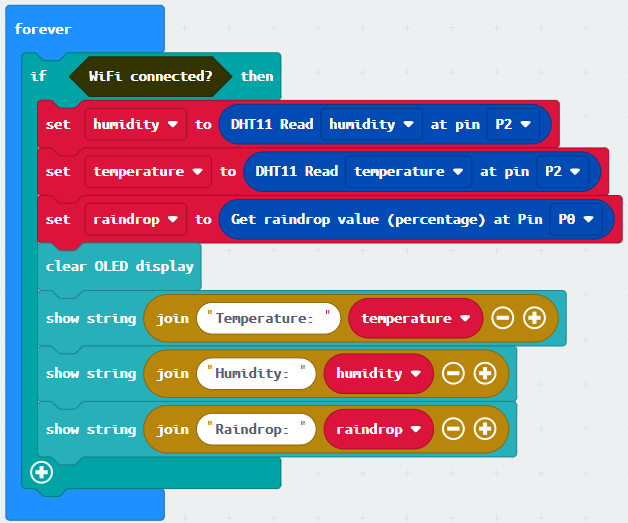 forever
if WiFi connected? then
set humidity to DHT11 Read humidity at pin P2
set temperature to DHT11 Read temperature at pin P2
set raindrop to Get raindrop value (percentage) at Pin P0
clear OLED display
show string join "Temperature: " temperature
show string join "Humidity: " humidity
show string join "Raindrop: " raindrop